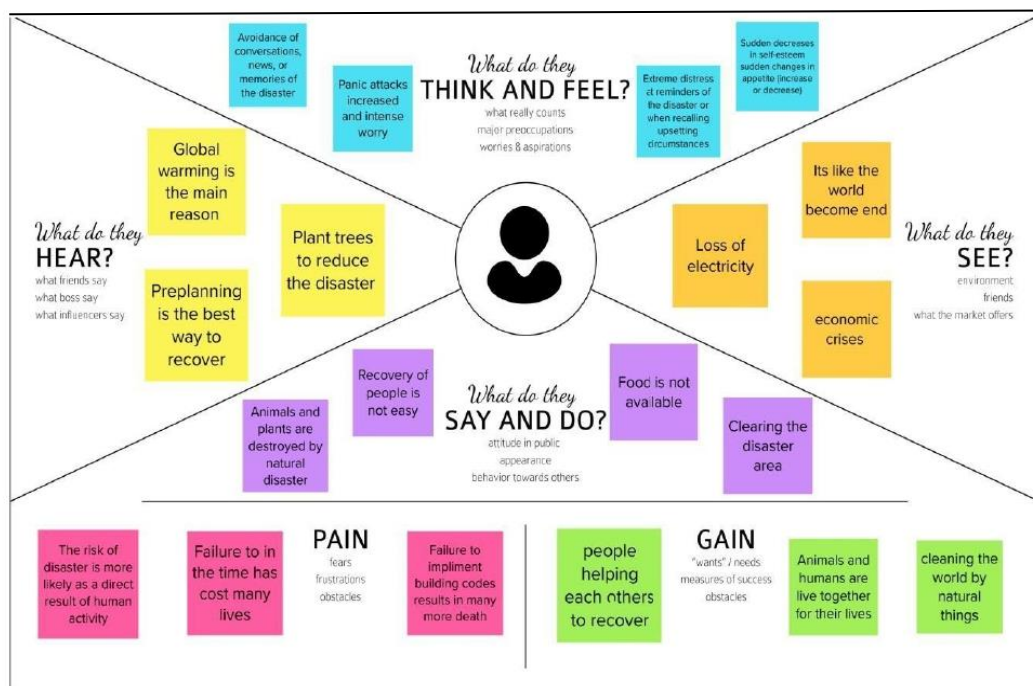 What do they
THINK AND FEEL?
what really counts
major preoccupations
worries & aspirations
Avoidance of
conversations,
news, or
memories of
the disaster
Panic attacks
increased
and intense
worry
Extreme distress
at reminders of
the disaster or
when recalling
upsetting
circumstances
Sudden decreases
in self-esteem
sudden changes in
appetite (increase
or decrease)
What do they
HEAR?
what friends say
what boss say
what influencers say
Global
warming is
the main
reason
Plant trees
to reduce
the disaster
Preplanning
is the best
way to
recover
What do they
SEE?
environment
friends
what the market offers
Its like the
world
become end
Loss of
electricity
economic
crises
What do they
SAY AND DO?
attitude in public
appearance
behavior towards others
Recovery of
people is
not easy
Animals and
plants are
destroyed by
natural
disaster
Food is not
available
Clearing the
disaster
area
PAIN
fears
frustrations
obstacles
The risk of
disaster is more
likely as a direct
result of human
activity
Failure to in
the time has
cost many
lives
Failure to
impliment
building codes
results in many
more death
GAIN
"wants" / needs
measures of success
obstacles
people
helping
each others
to recover
Animals and
humans are
live together
for their lives
cleaning the
world by
natural
things